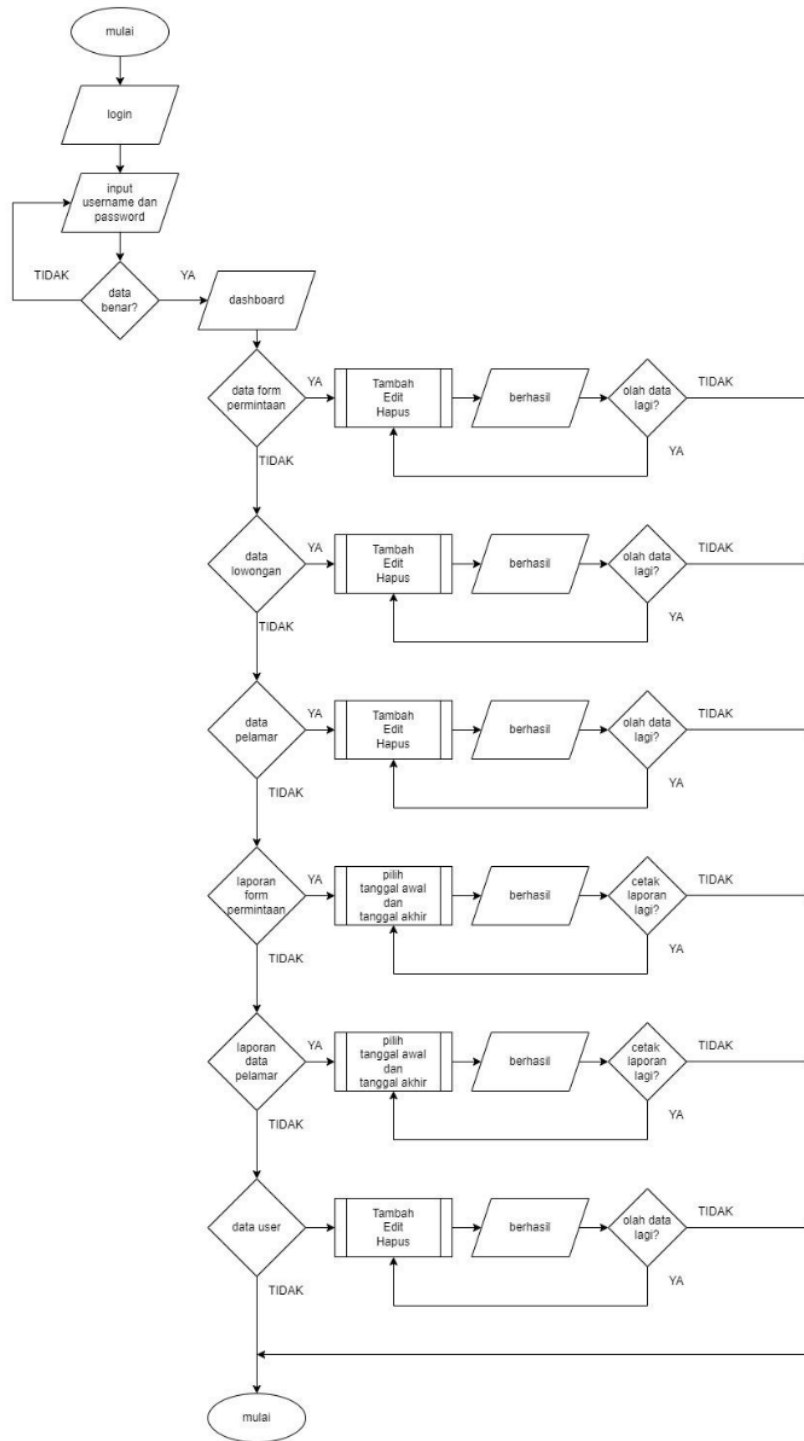 mulai
login
input
username dan
password
TIDAK
YA
data
benar?
dashboard
data form
permintaan
YA
Tambah
Edit
Hapus
berhasil
olah data
lagi?
TIDAK
YA
TIDAK
data
lowongan
YA
Tambah
Edit
Hapus
berhasil
olah data
lagi?
TIDAK
YA
TIDAK
data
pelamar
YA
Tambah
Edit
Hapus
berhasil
olah data
lagi?
TIDAK
YA
TIDAK
laporan
form
permintaan
YA
pilih
tanggal awal
dan
tanggal akhir
berhasil
cetak
laporan
lagi?
TIDAK
YA
TIDAK
laporan
data
pelamar
YA
pilih
tanggal awal
dan
tanggal akhir
berhasil
cetak
laporan
lagi?
TIDAK
YA
TIDAK
data user
Tambah
Edit
Hapus
berhasil
olah data
lagi?
TIDAK
YA
TIDAK
mulai